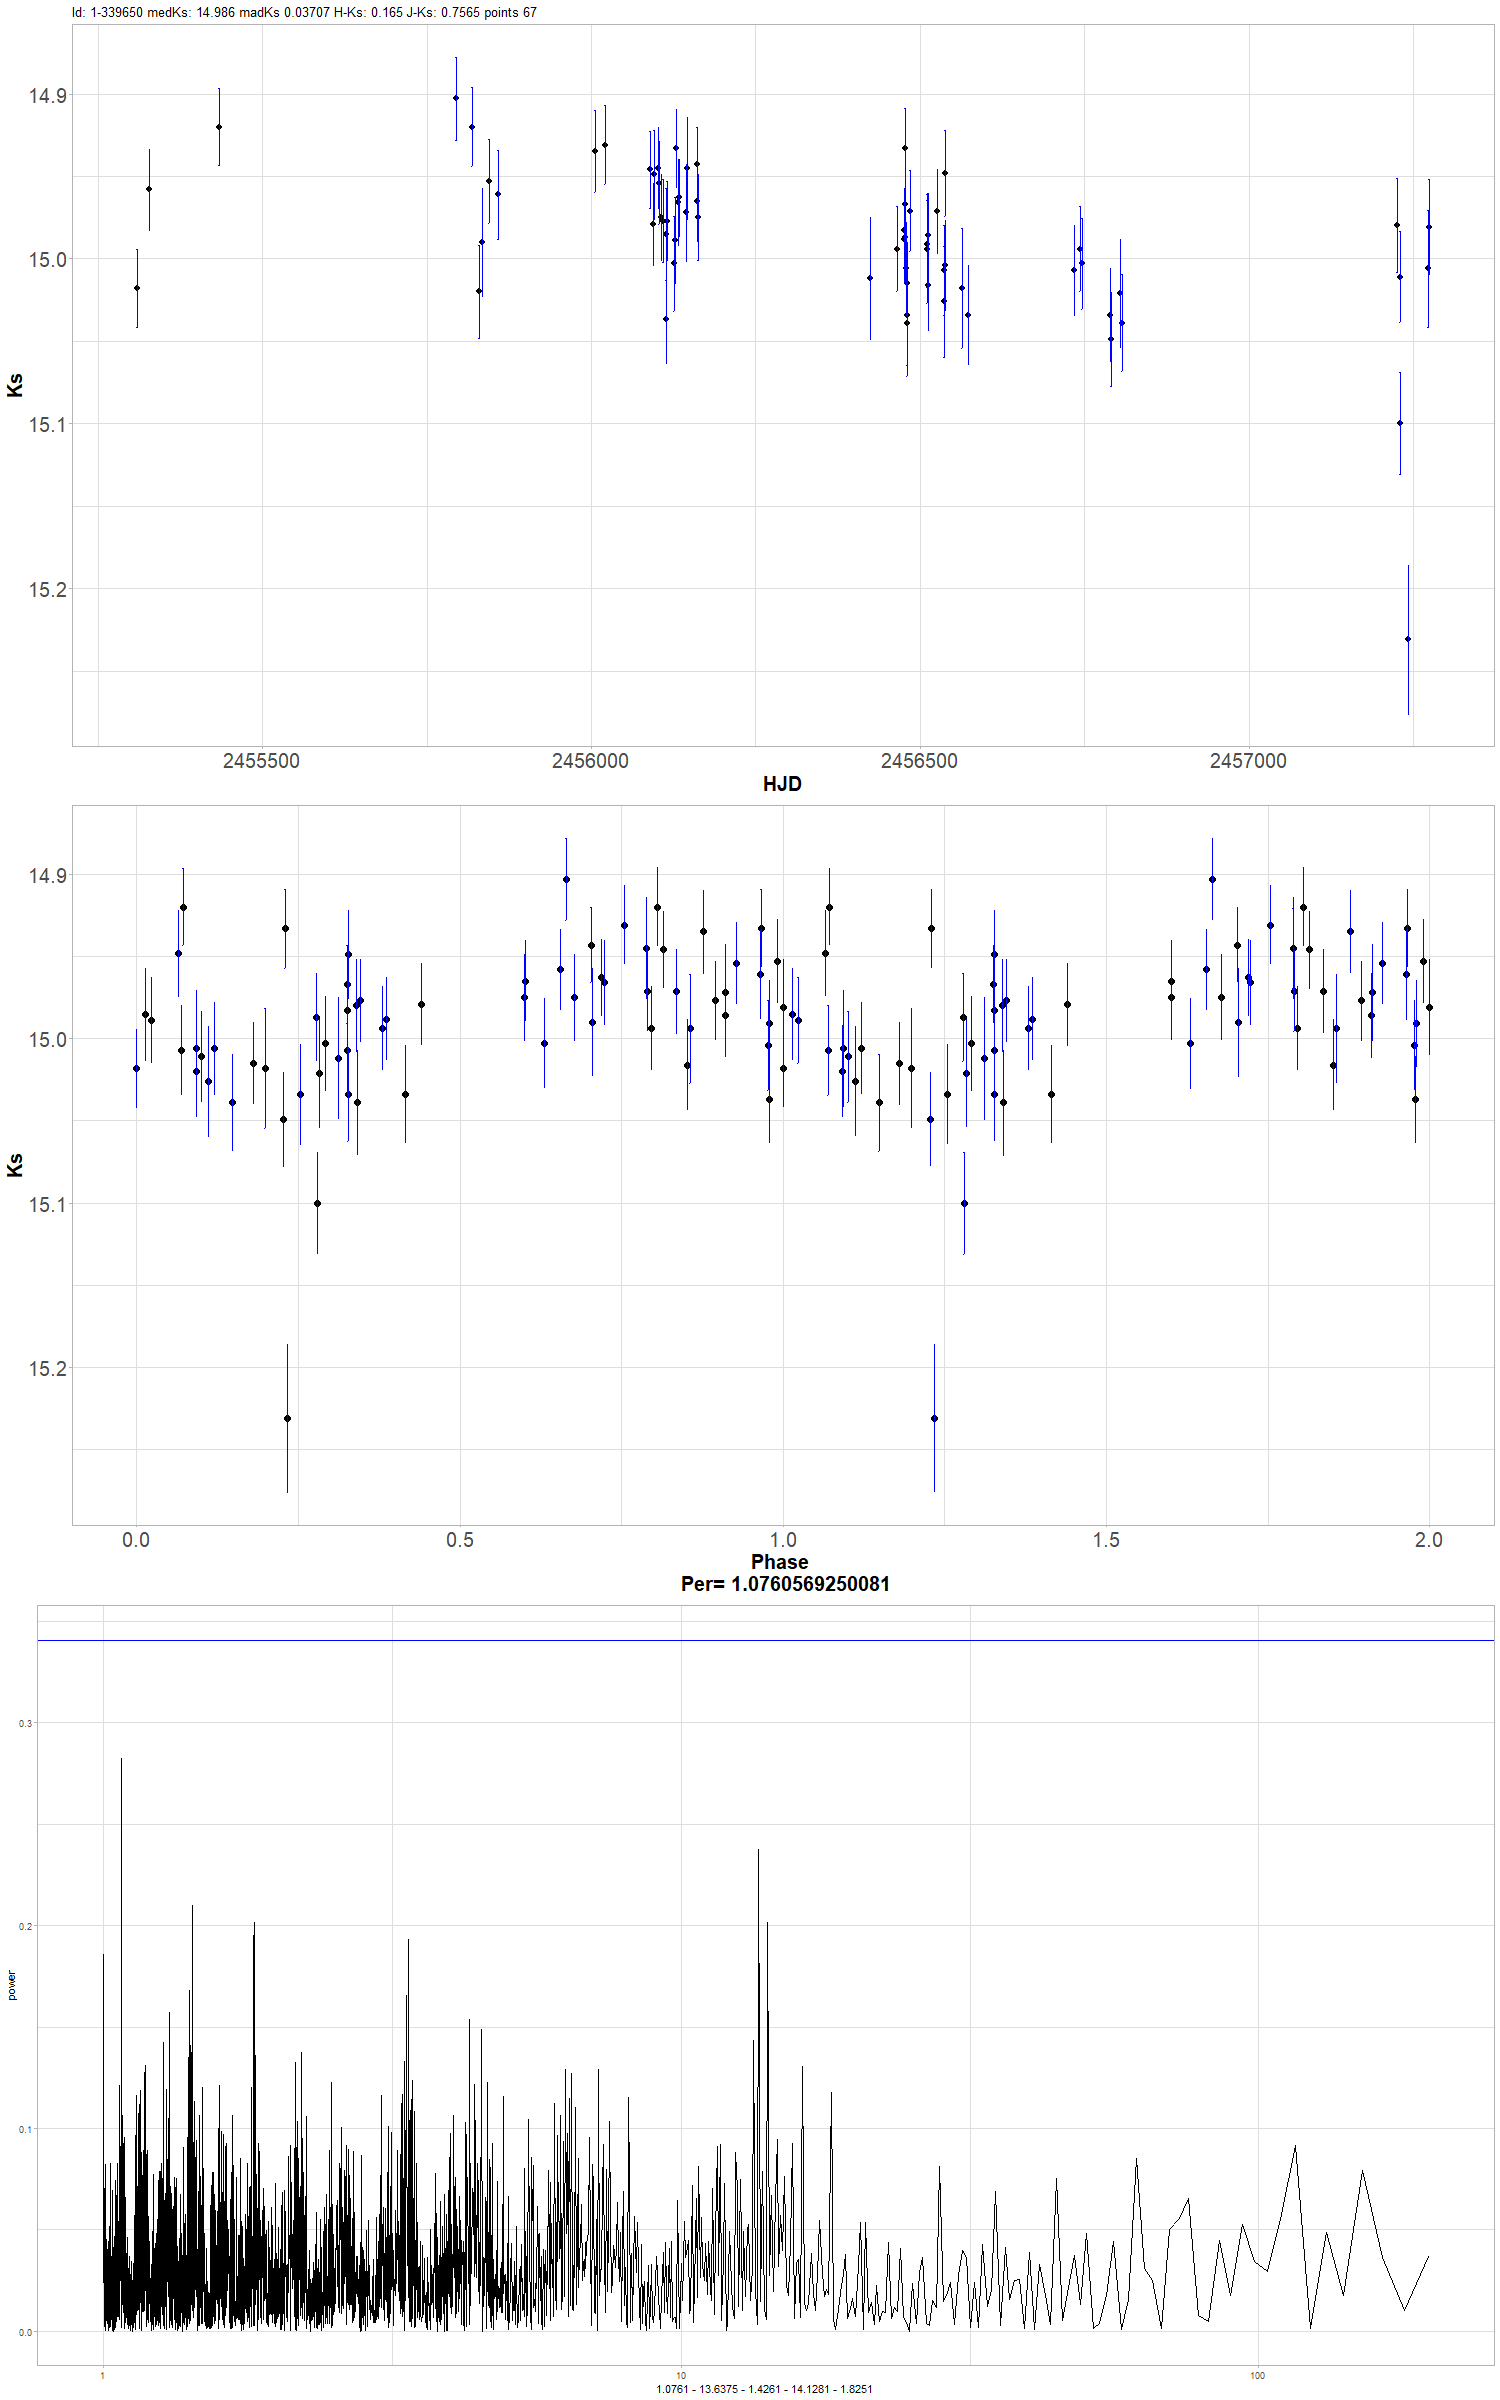 Id: 1-339650 medKs: 14.986 madKs 0.03707 H-Ks: 0.165 J-Ks: 0.7565 points 67
14.9
15.0
15.1
15.2
Ks
2455500 2456000 2456500 2457000
HJD
14.9
15.0
15.1
15.2
Ks
0.0 0.5 1.0 1.5 2.0
Phase
Per= 1.0760569250081
0.3
0.2
0.1
0.0
power
1 10 100
1.0761 - 13.6375 - 1.4261 - 14.1281 - 1.8251